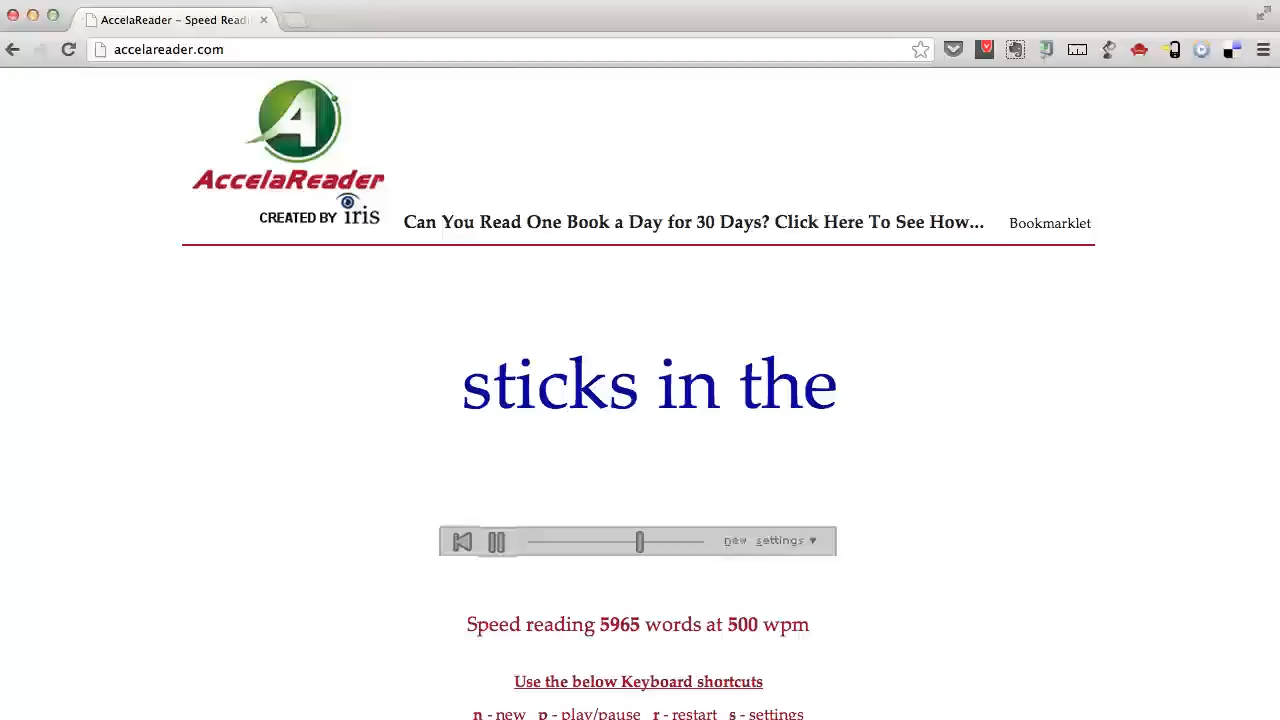 AccelaReader – Speed Readi
accelareader.com
A
AccelaReader
CREATED BY iris
Can You Read One Book a Day for 30 Days? Click Here To See How... Bookmarklet
sticks in the
new settings ▼
Speed reading 5965 words at 500 wpm
Use the below Keyboard shortcuts
n - new p - play/pause r - restart s - settings